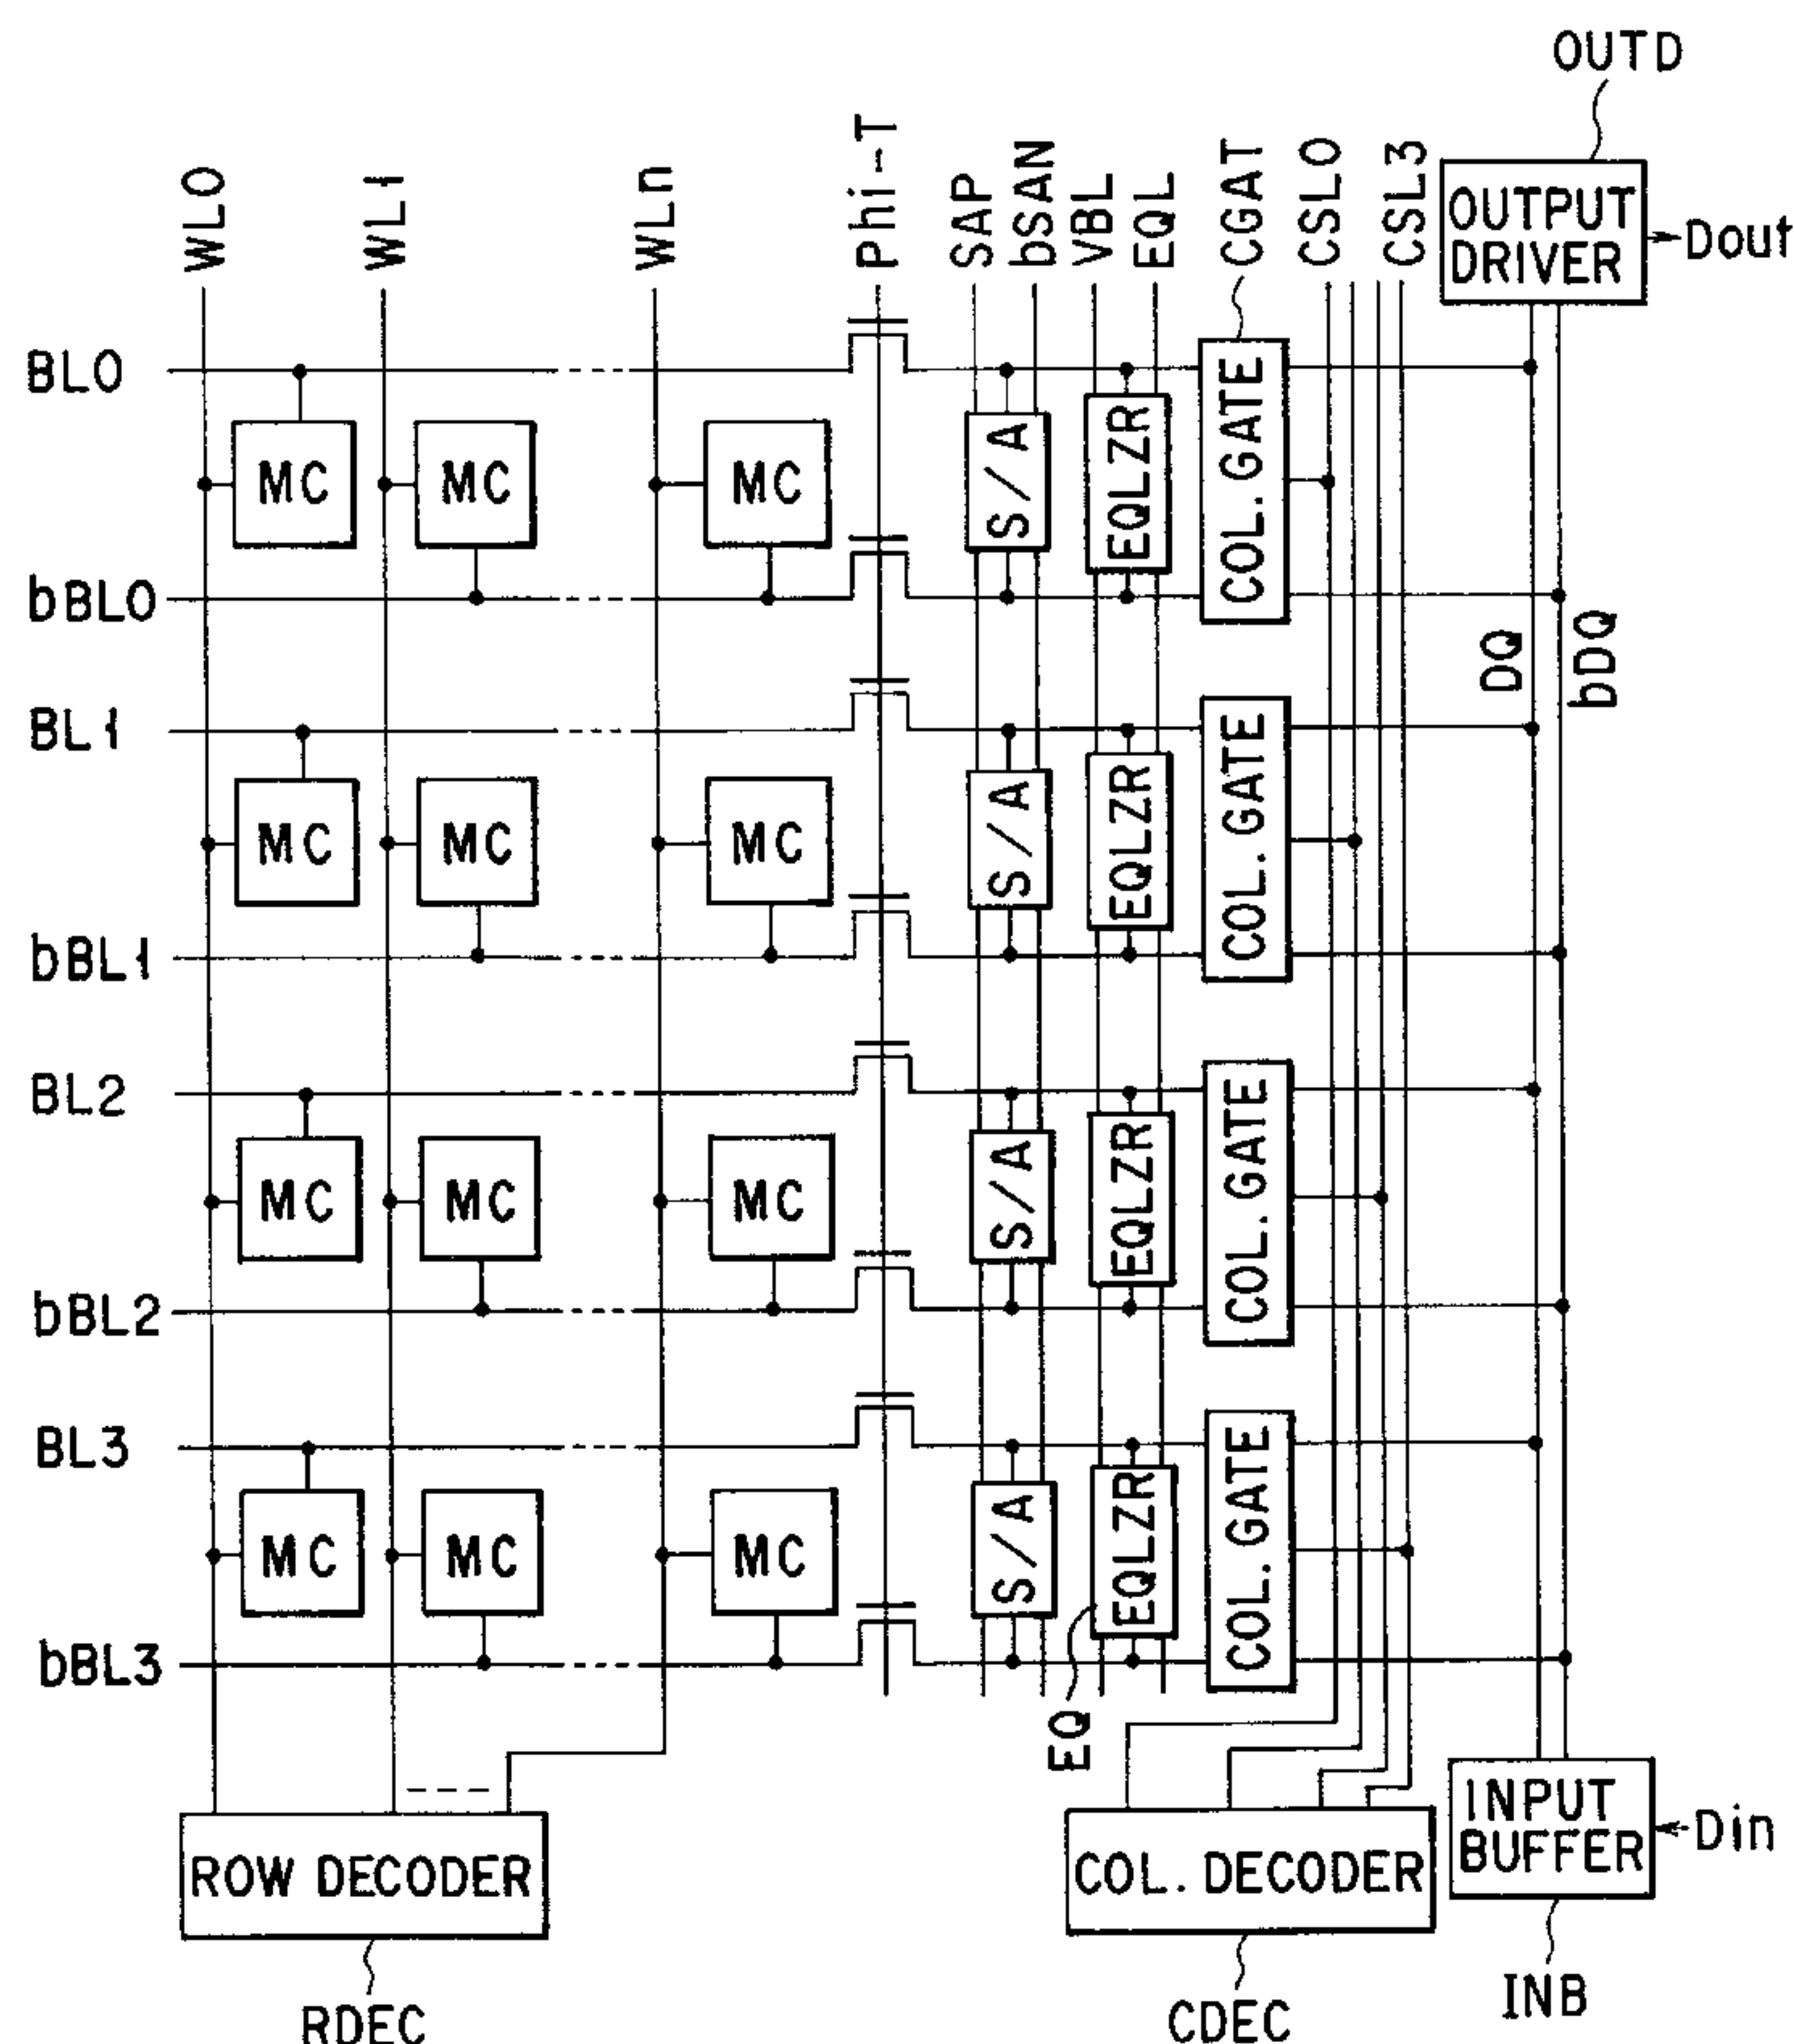 OUTD
WL0
WL1
WLn
Phi-T
SAP
bSAN
VBL
EQL
CGAT
CSL0
CSL3
OUTPUT
DRIVER
Dout
BL0
MC
MC
MC
S/A
EQLZR
COL.GATE
bBL0
DQ
bDQ
BL1
MC
MC
MC
S/A
EQLZR
COL.GATE
bBL1
BL2
MC
MC
MC
S/A
EQLZR
COL.GATE
bBL2
BL3
MC
MC
MC
S/A
EQLZR
COL.GATE
bBL3
EQ
ROW DECODER
COL. DECODER
INPUT
BUFFER
Din
RDEC
CDEC
INB